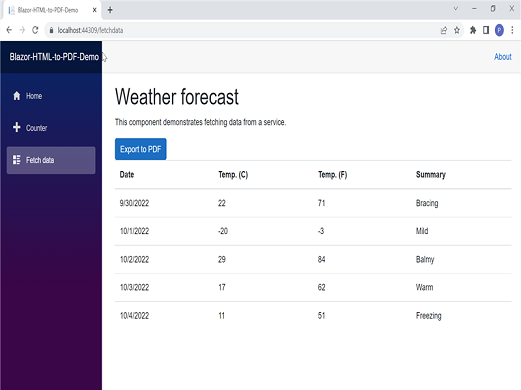 Blazor-HTML-to-PDF-Demo
localhost:44309/fetchdata
P
Blazor-HTML-to-PDF-Demo
About
Home
Counter
Fetch data
Weather forecast
This component demonstrates fetching data from a service.
Export to PDF
Date Temp. (C) Temp. (F) Summary
9/30/2022 22 71 Bracing
10/1/2022 -20 -3 Mild
10/2/2022 29 84 Balmy
10/3/2022 17 62 Warm
10/4/2022 11 51 Freezing